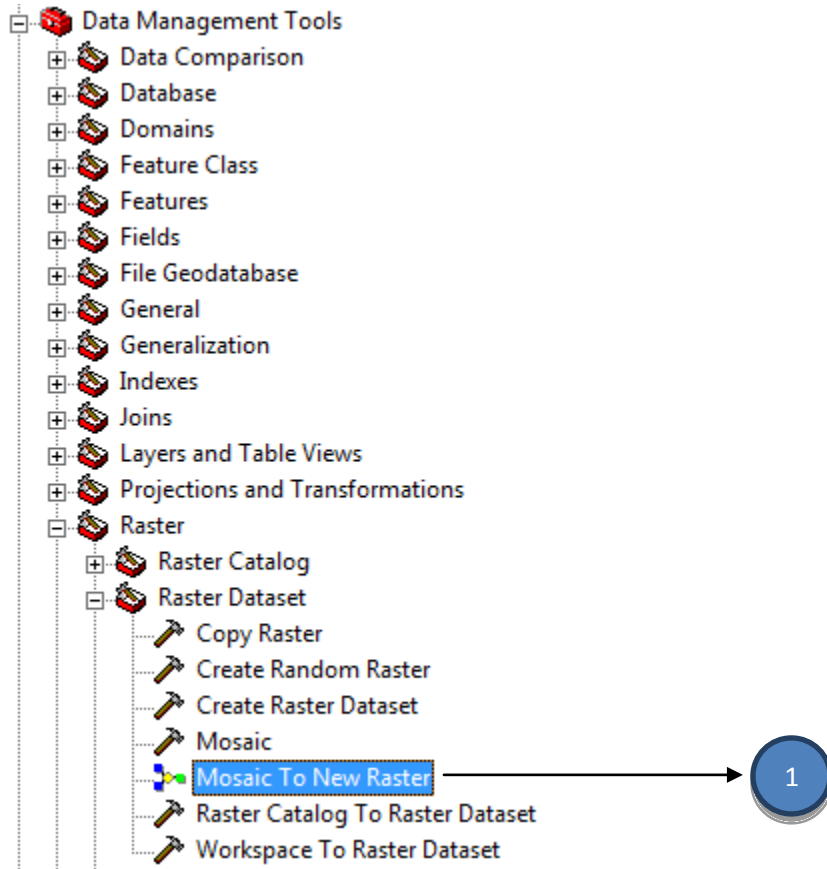 Data Management Tools
Data Comparison
Database
Domains
Feature Class
Features
Fields
File Geodatabase
General
Generalization
Indexes
Joins
Layers and Table Views
Projections and Transformations
Raster
Raster Catalog
Raster Dataset
Copy Raster
Create Random Raster
Create Raster Dataset
Mosaic
Mosaic To New Raster 1
Raster Catalog To Raster Dataset
Workspace To Raster Dataset